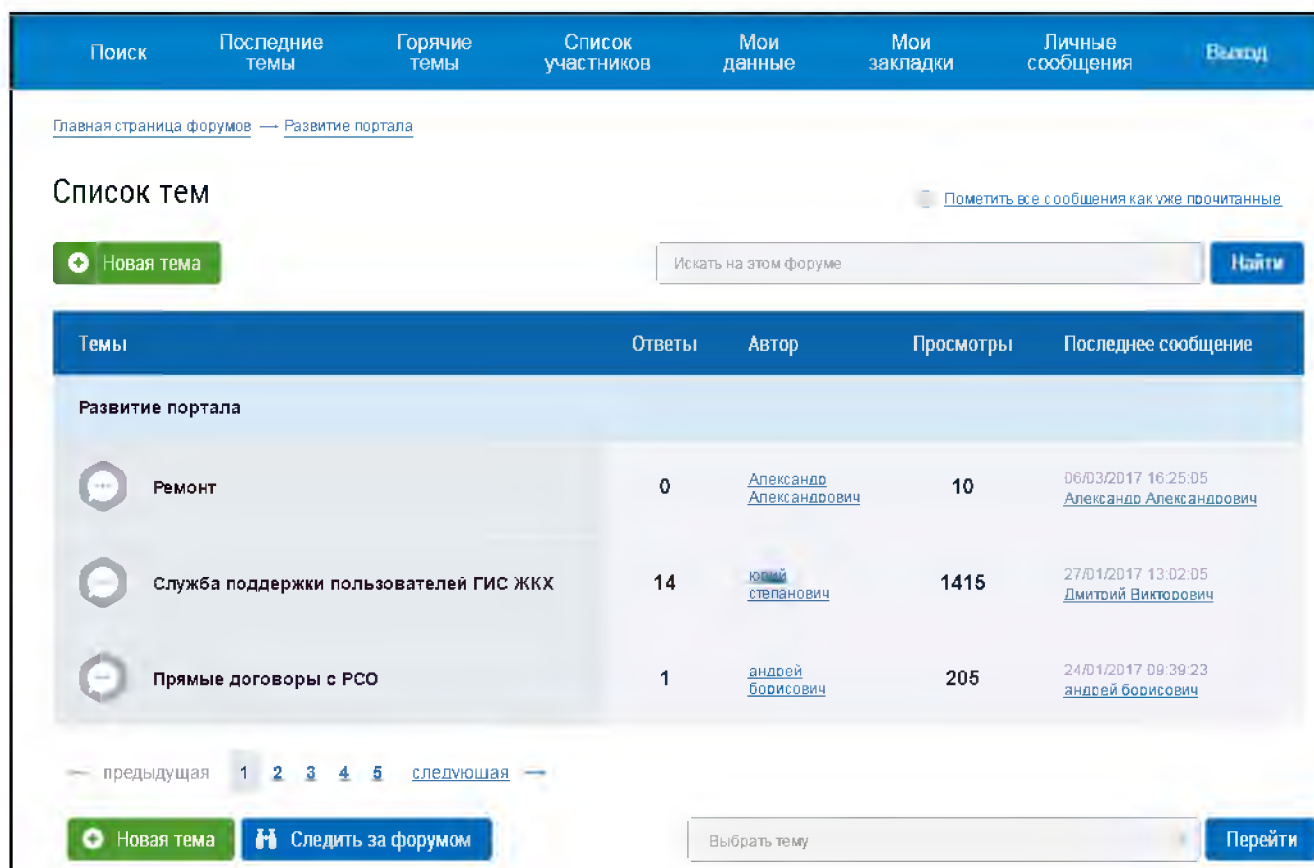 Поиск
Последние темы
Горячие темы
Список участников
Мои данные
Мои закладки
Личные сообщения
Выход
Главная страница форумов — Развитие портала
Список тем
Пометить все сообщения как уже прочитанные
Новая тема
Искать на этом форуме
Найти
Темы Ответы Автор Просмотры Последнее сообщение
Развитие портала
Ремонт 0 Александр Александрович 10 06/03/2017 16:25:05 Александр Александрович
Служба поддержки пользователей ГИС ЖКХ 14 юрий степанович 1415 27/01/2017 13:02:05 Дмитрий Викторович
Прямые договоры с РСО 1 андрей борисович 205 24/01/2017 09:39:23 андрей борисович
← предыдущая 1 2 3 4 5 следующая →
Новая тема
Следить за форумом
Выбрать тему
Перейти